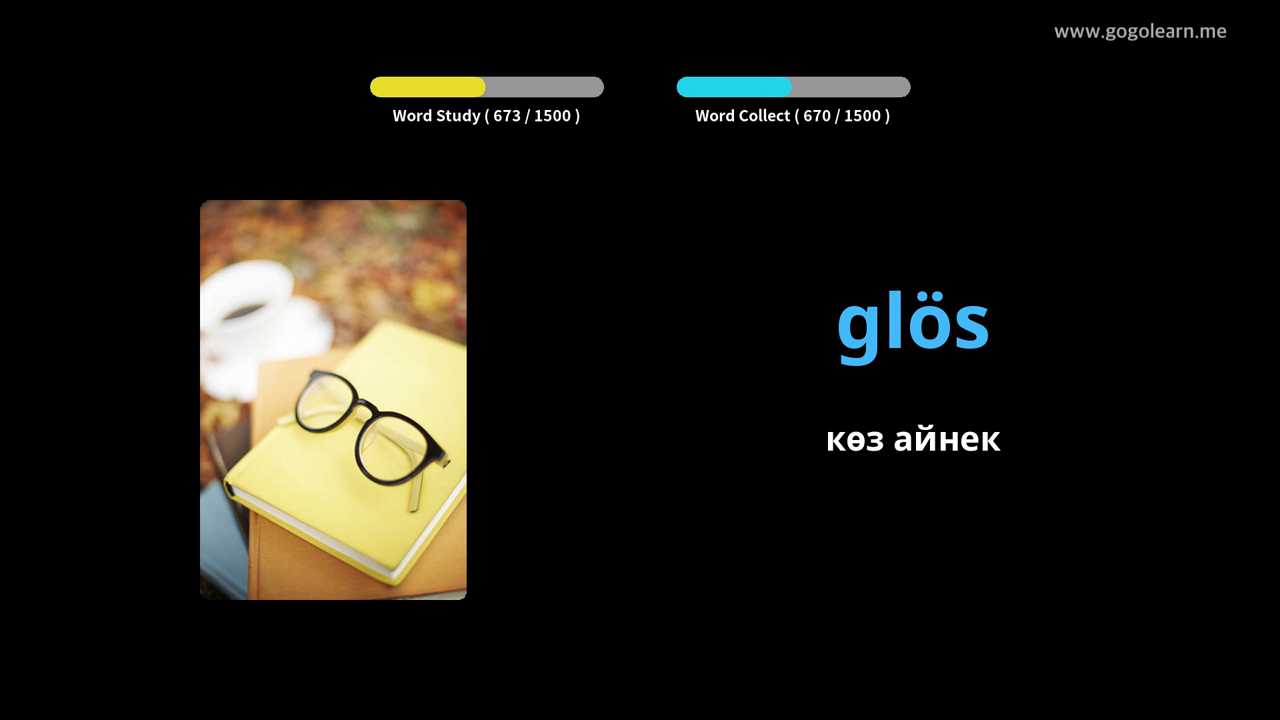 www.gogolearn.me
Word Study ( 673 / 1500 )
Word Collect ( 670 / 1500 )
glös
көз айнек